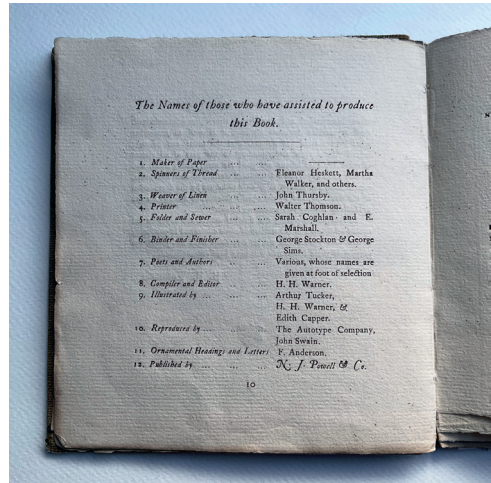 The Names of those who have assisted to produce
this Book.
1. Maker of Paper ... ...
2. Spinners of Thread ... ... Eleanor Heskett, Martha
Walker, and others.
3. Weaver of Linen ... John Thursby.
4. Printer ... ... ... Walter Thomson.
5. Folder and Sewer ... ... Sarah Coghlan and E.
Marshall.
6. Binder and Finisher ... ... George Stockton & George
Sims.
7. Poets and Authors ... ... Various, whose names are
given at foot of selection
8. Compiler and Editor ... H. H. Warner.
9. Illustrated by ... ... ... Arthur Tucker,
H. H. Warner, &
Edith Capper.
10. Reproduced by ... ... ... The Autotype Company,
John Swain.
11. Ornamental Headings and Letters F. Anderson.
12. Published by ... ... ... N. J. Powell & Co.
10
N